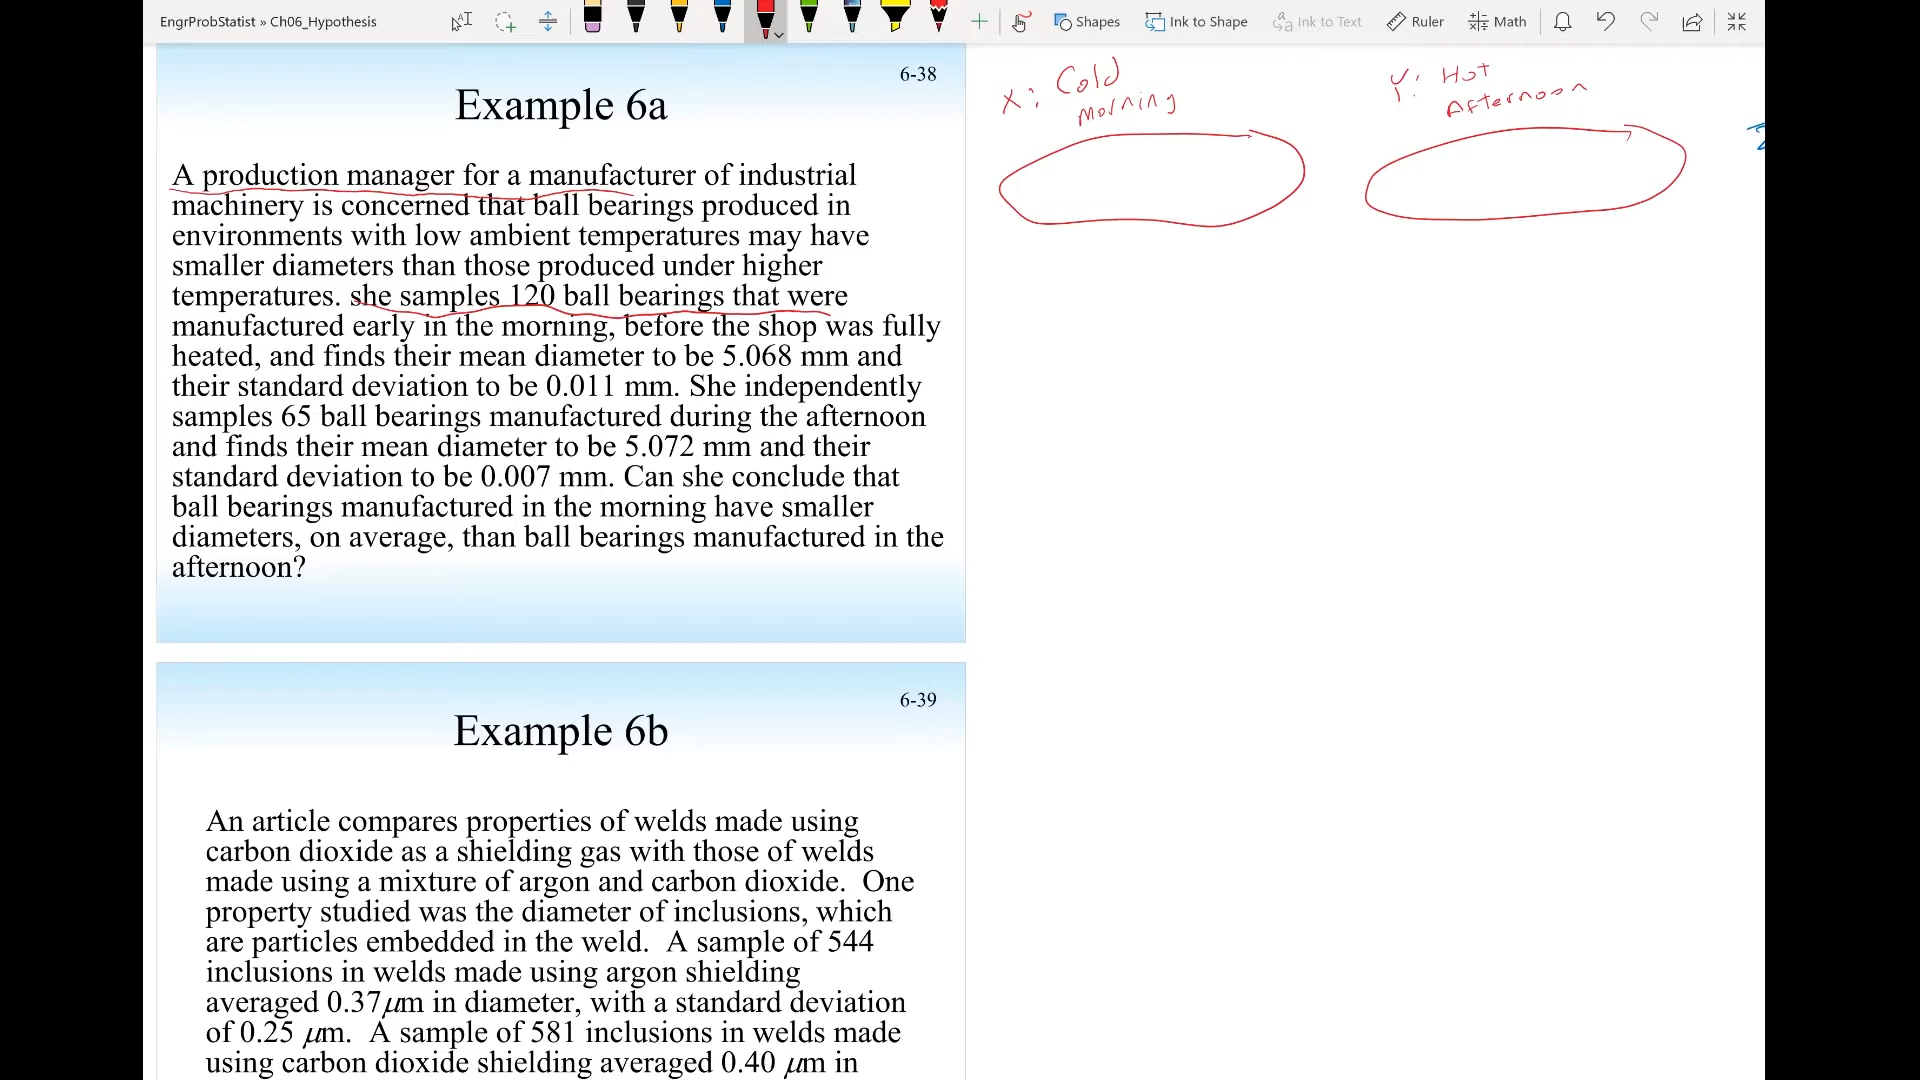 EngrProbStatist » Ch06_Hypothesis
Shapes
Ink to Shape
Ink to Text
Ruler
Math
6-38
Example 6a
A production manager for a manufacturer of industrial
machinery is concerned that ball bearings produced in
environments with low ambient temperatures may have
smaller diameters than those produced under higher
temperatures. she samples 120 ball bearings that were
manufactured early in the morning, before the shop was fully
heated, and finds their mean diameter to be 5.068 mm and
their standard deviation to be 0.011 mm. She independently
samples 65 ball bearings manufactured during the afternoon
and finds their mean diameter to be 5.072 mm and their
standard deviation to be 0.007 mm. Can she conclude that
ball bearings manufactured in the morning have smaller
diameters, on average, than ball bearings manufactured in the
afternoon?
X: Cold
Morning
Y: Hot
Afternoon
6-39
Example 6b
An article compares properties of welds made using
carbon dioxide as a shielding gas with those of welds
made using a mixture of argon and carbon dioxide. One
property studied was the diameter of inclusions, which
are particles embedded in the weld. A sample of 544
inclusions in welds made using argon shielding
averaged 0.37μm in diameter, with a standard deviation
of 0.25 μm. A sample of 581 inclusions in welds made
using carbon dioxide shielding averaged 0.40 μm in